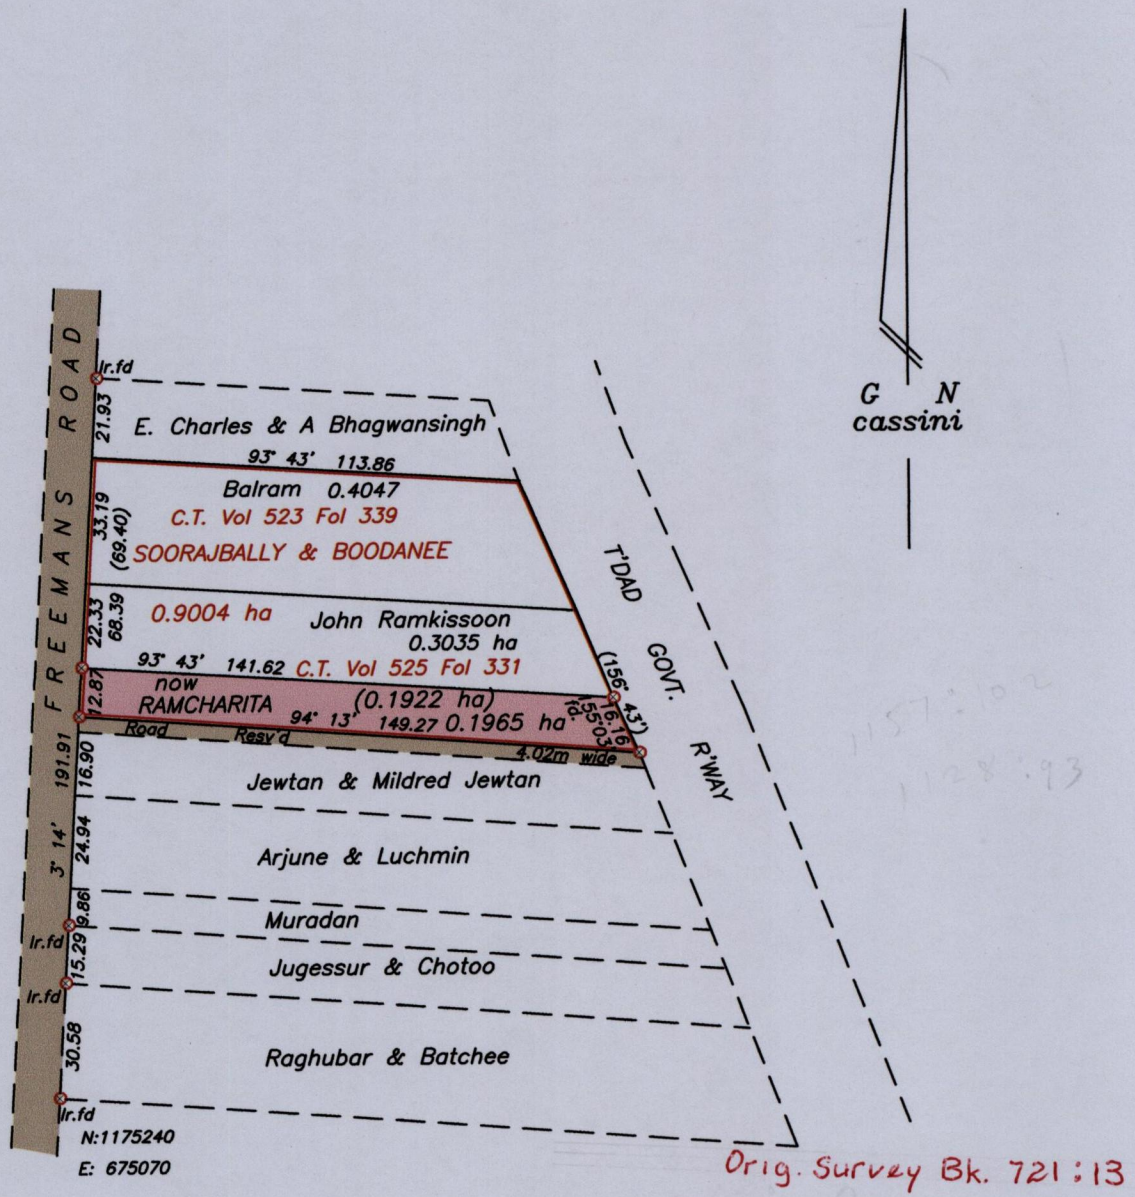 G N
cassini
FREEMANS ROAD
Ir.fd
21.93
E. Charles & A Bhagwansingh
93° 43' 113.86
Balram 0.4047
C.T. Vol 523 Fol 339
SOORAJBALLY & BOODANEE
33.19
(69.40)
0.9004 ha
John Ramkissoon
0.3035 ha
22.33
68.39
93° 43' 141.62
C.T. Vol 525 Fol 331
now
RAMCHARITA
(0.1922 ha)
12.87
94° 13' 149.27
0.1965 ha
fd.
155°03'
16.16
(156° 43')
T'DAD GOVT. R'WAY
Road Resv'd
4.02m wide
3° 14' 191.91
16.90
Jewtan & Mildred Jewtan
24.94
Arjune & Luchmin
9.86
Muradan
Ir.fd
15.29
Jugessur & Chotoo
Ir.fd
30.58
Raghubar & Batchee
Ir.fd
N:1175240
E: 675070
Orig. Survey Bk. 721:13